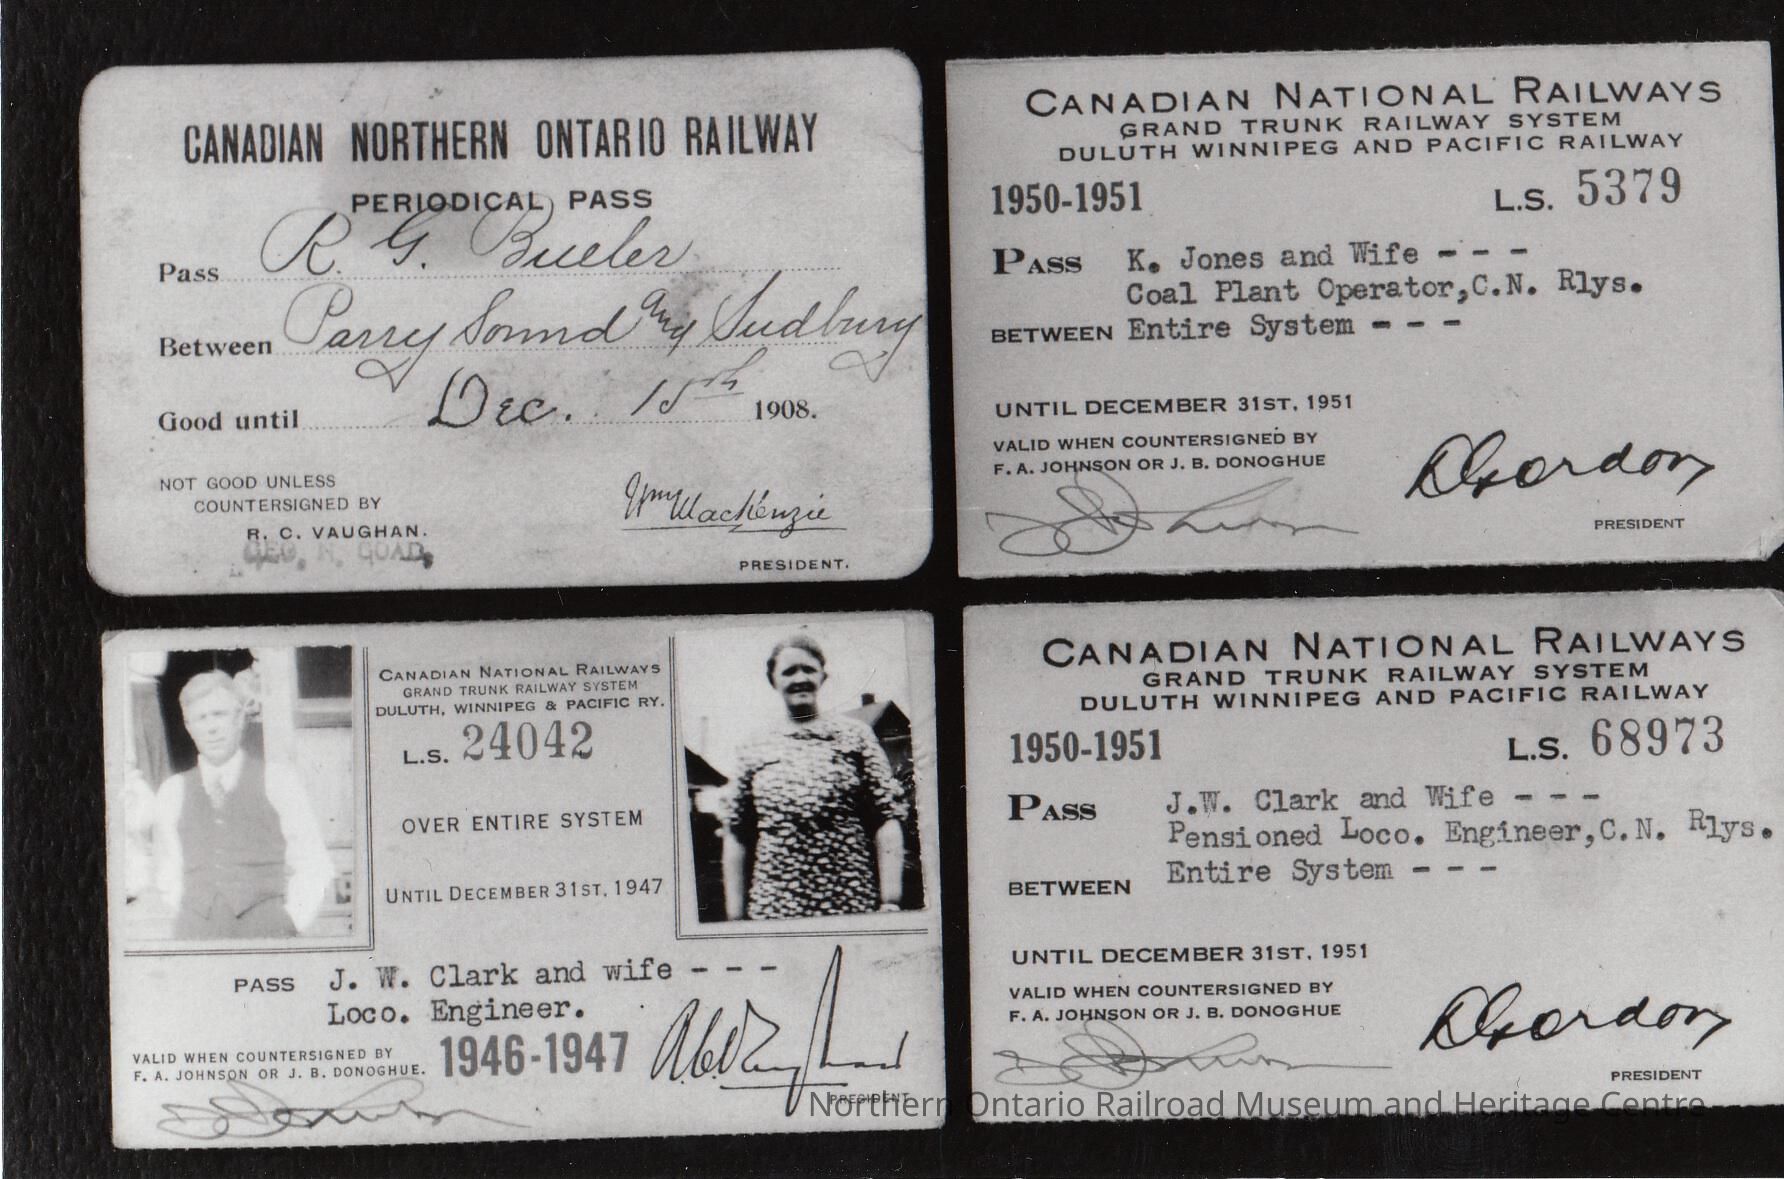 CANADIAN NORTHERN ONTARIO RAILWAY
PERIODICAL PASS
Pass R. G. Bueler
Between Parry Sound and Sudbury
Good until Dec. 15th 1908.
NOT GOOD UNLESS
COUNTERSIGNED BY
R. C. VAUGHAN.
GEO. H. GOAD,
Wm Mackenzie
PRESIDENT.
CANADIAN NATIONAL RAILWAYS
GRAND TRUNK RAILWAY SYSTEM
DULUTH WINNIPEG AND PACIFIC RAILWAY
1950-1951 L.S. 5379
PASS K. Jones and Wife - - -
Coal Plant Operator,C.N. Rlys.
BETWEEN Entire System - - -
UNTIL DECEMBER 31ST, 1951
VALID WHEN COUNTERSIGNED BY
F. A. JOHNSON OR J. B. DONOGHUE
D Gordon
PRESIDENT
CANADIAN NATIONAL RAILWAYS
GRAND TRUNK RAILWAY SYSTEM
DULUTH, WINNIPEG & PACIFIC RY.
L.S. 24042
OVER ENTIRE SYSTEM
UNTIL DECEMBER 31ST, 1947
PASS J. W. Clark and wife - - -
Loco. Engineer.
VALID WHEN COUNTERSIGNED BY
F. A. JOHNSON OR J. B. DONOGHUE.
1946-1947
PRESIDENT
CANADIAN NATIONAL RAILWAYS
GRAND TRUNK RAILWAY SYSTEM
DULUTH WINNIPEG AND PACIFIC RAILWAY
1950-1951 L.S. 68973
PASS J.W. Clark and Wife - - -
Pensioned Loco. Engineer,C.N. Rlys.
BETWEEN Entire System - - -
UNTIL DECEMBER 31ST, 1951
VALID WHEN COUNTERSIGNED BY
F. A. JOHNSON OR J. B. DONOGHUE
D Gordon
PRESIDENT
Northern Ontario Railroad Museum and Heritage Centre